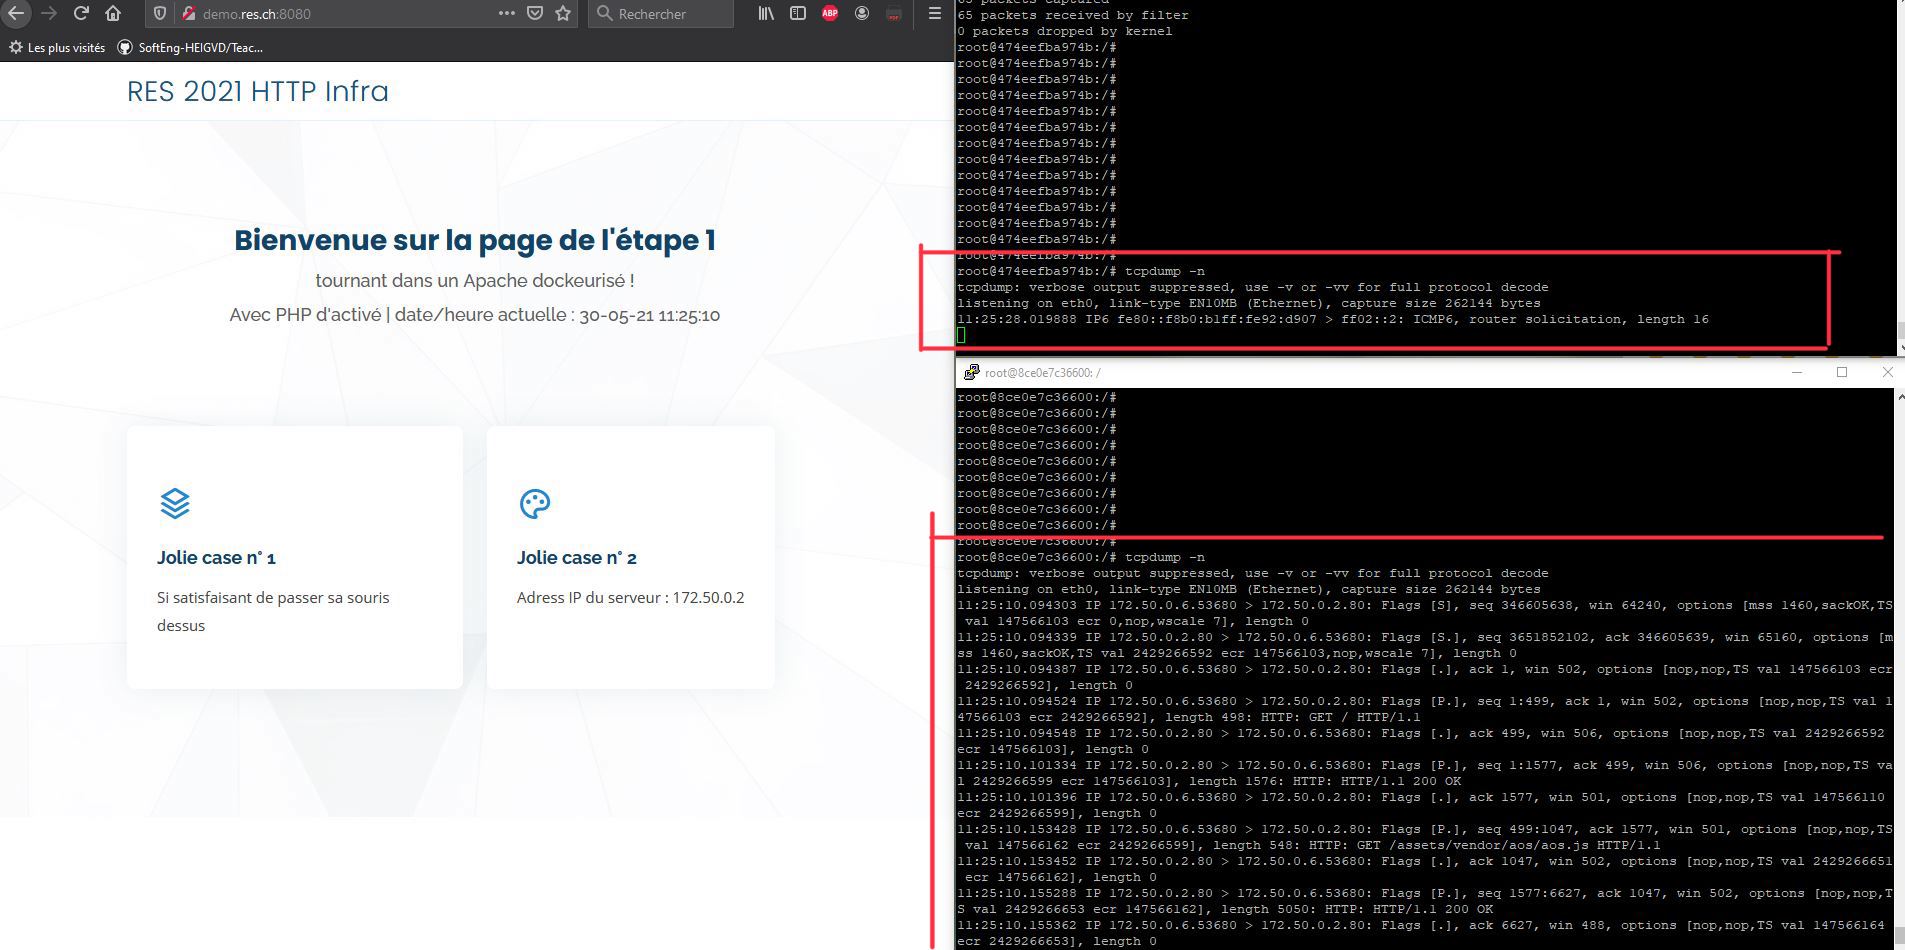 demo.res.ch:8080
Rechercher
ABP
Les plus visités
SoftEng-HEIGVD/Teac...
RES 2021 HTTP Infra
Bienvenue sur la page de l'étape 1
tournant dans un Apache dockeurisé !
Avec PHP d'activé | date/heure actuelle : 30-05-21 11:25:10
Jolie case n° 1
Si satisfaisant de passer sa souris
dessus
Jolie case n° 2
Adress IP du serveur : 172.50.0.2
65 packets received by filter
0 packets dropped by kernel
root@474eefba974b:/#
root@474eefba974b:/#
root@474eefba974b:/#
root@474eefba974b:/#
root@474eefba974b:/#
root@474eefba974b:/#
root@474eefba974b:/#
root@474eefba974b:/#
root@474eefba974b:/#
root@474eefba974b:/#
root@474eefba974b:/#
root@474eefba974b:/#
root@474eefba974b:/#
root@474eefba974b:/#
root@474eefba974b:/# tcpdump -n
tcpdump: verbose output suppressed, use -v or -vv for full protocol decode
listening on eth0, link-type EN10MB (Ethernet), capture size 262144 bytes
11:25:28.019888 IP6 fe80::f8b0:b1ff:fe92:d907 > ff02::2: ICMP6, router solicitation, length 16
root@8ce0e7c36600: /
root@8ce0e7c36600:/#
root@8ce0e7c36600:/#
root@8ce0e7c36600:/#
root@8ce0e7c36600:/#
root@8ce0e7c36600:/#
root@8ce0e7c36600:/#
root@8ce0e7c36600:/#
root@8ce0e7c36600:/#
root@8ce0e7c36600:/#
root@8ce0e7c36600:/#
root@8ce0e7c36600:/# tcpdump -n
tcpdump: verbose output suppressed, use -v or -vv for full protocol decode
listening on eth0, link-type EN10MB (Ethernet), capture size 262144 bytes
11:25:10.094303 IP 172.50.0.6.53680 > 172.50.0.2.80: Flags [S], seq 346605638, win 64240, options [mss 1460,sackOK,TS
val 147566103 ecr 0,nop,wscale 7], length 0
11:25:10.094339 IP 172.50.0.2.80 > 172.50.0.6.53680: Flags [S.], seq 3651852102, ack 346605639, win 65160, options [m
ss 1460,sackOK,TS val 2429266592 ecr 147566103,nop,wscale 7], length 0
11:25:10.094387 IP 172.50.0.6.53680 > 172.50.0.2.80: Flags [.], ack 1, win 502, options [nop,nop,TS val 147566103 ecr
2429266592], length 0
11:25:10.094524 IP 172.50.0.6.53680 > 172.50.0.2.80: Flags [P.], seq 1:499, ack 1, win 502, options [nop,nop,TS val 1
47566103 ecr 2429266592], length 498: HTTP: GET / HTTP/1.1
11:25:10.094548 IP 172.50.0.2.80 > 172.50.0.6.53680: Flags [.], ack 499, win 506, options [nop,nop,TS val 2429266592
ecr 147566103], length 0
11:25:10.101334 IP 172.50.0.2.80 > 172.50.0.6.53680: Flags [P.], seq 1:1577, ack 499, win 506, options [nop,nop,TS va
l 2429266599 ecr 147566103], length 1576: HTTP: HTTP/1.1 200 OK
11:25:10.101396 IP 172.50.0.6.53680 > 172.50.0.2.80: Flags [.], ack 1577, win 501, options [nop,nop,TS val 147566110
ecr 2429266599], length 0
11:25:10.153428 IP 172.50.0.6.53680 > 172.50.0.2.80: Flags [P.], seq 499:1047, ack 1577, win 501, options [nop,nop,TS
val 147566162 ecr 2429266599], length 548: HTTP: GET /assets/vendor/aos/aos.js HTTP/1.1
11:25:10.153452 IP 172.50.0.2.80 > 172.50.0.6.53680: Flags [.], ack 1047, win 502, options [nop,nop,TS val 2429266651
ecr 147566162], length 0
11:25:10.155288 IP 172.50.0.2.80 > 172.50.0.6.53680: Flags [P.], seq 1577:6627, ack 1047, win 502, options [nop,nop,T
S val 2429266653 ecr 147566162], length 5050: HTTP: HTTP/1.1 200 OK
11:25:10.155362 IP 172.50.0.6.53680 > 172.50.0.2.80: Flags [.], ack 6627, win 488, options [nop,nop,TS val 147566164
ecr 2429266653], length 0